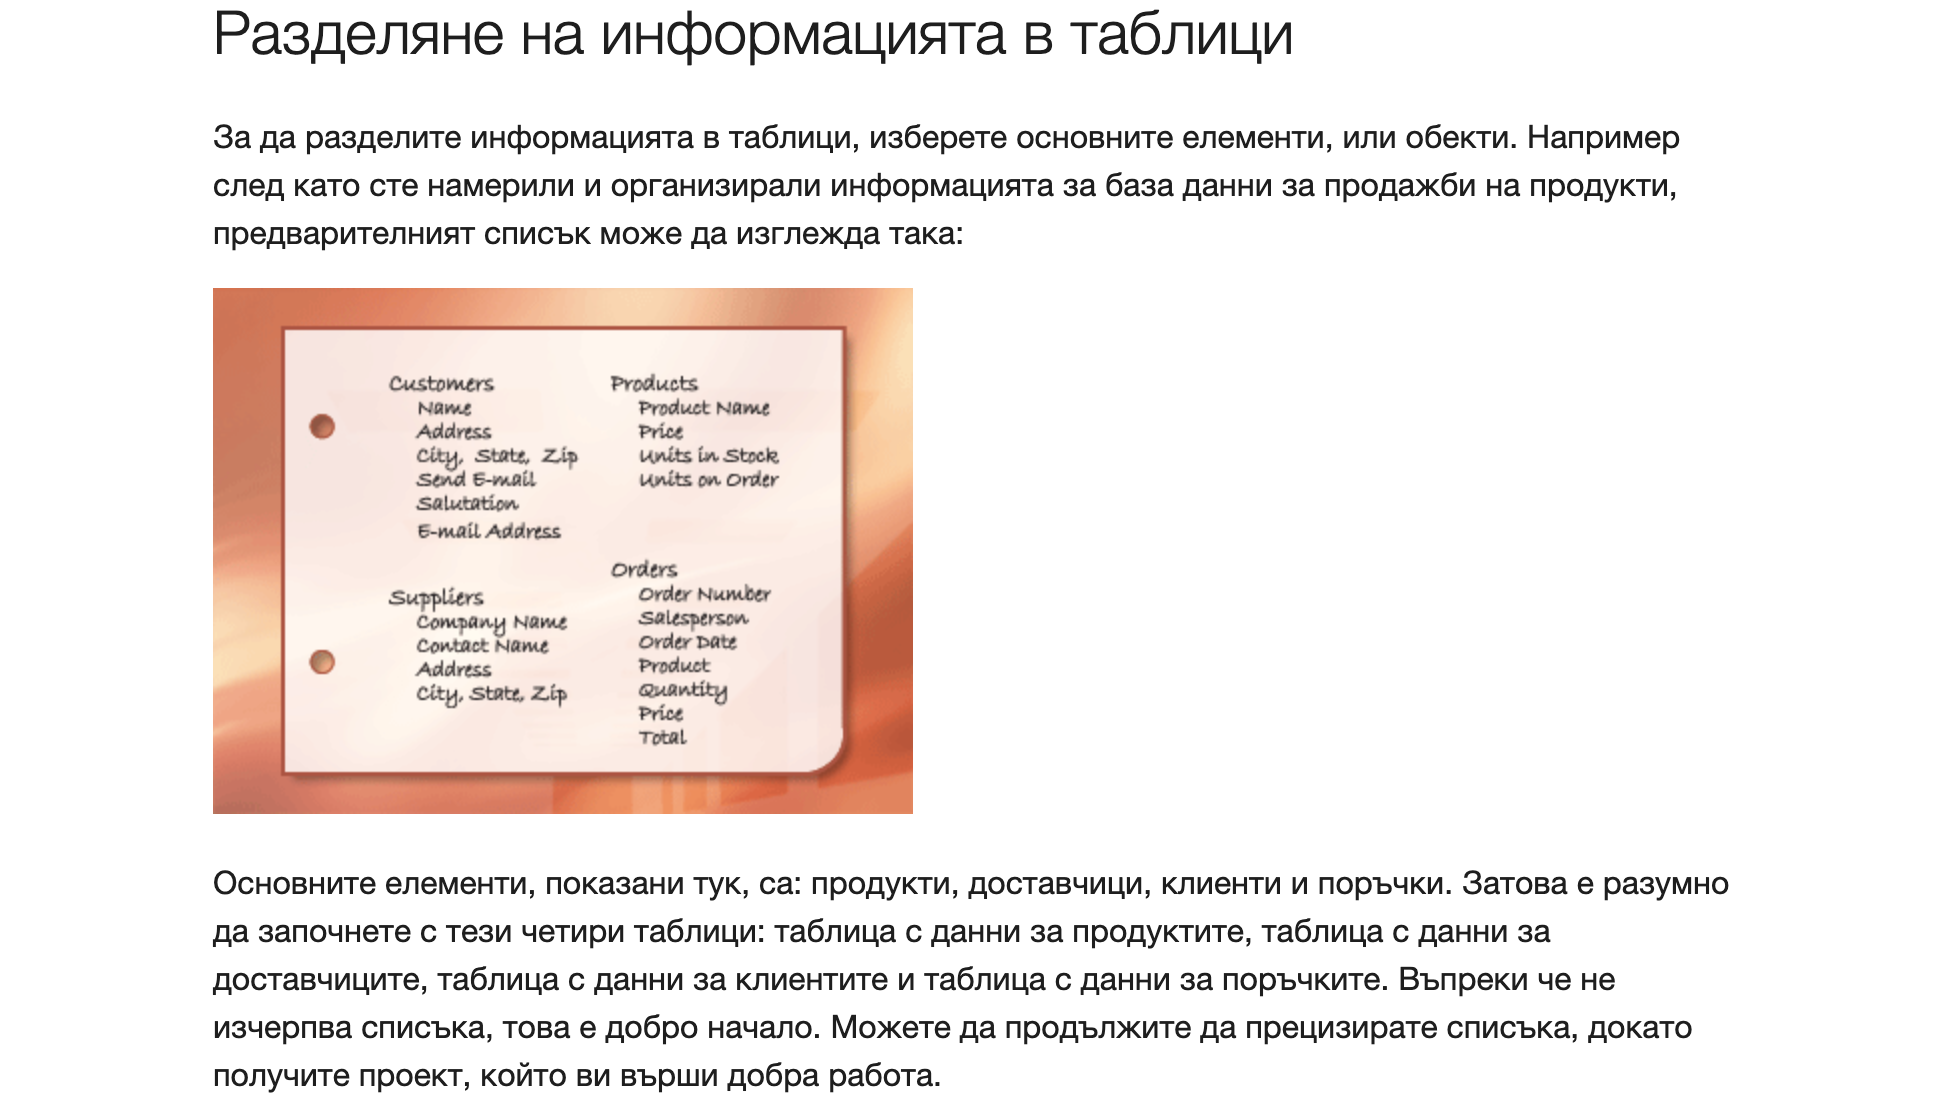 Разделяне на информацията в таблици
За да разделите информацията в таблици, изберете основните елементи, или обекти. Например
след като сте намерили и организирали информацията за база данни за продажби на продукти,
предварителният списък може да изглежда така:
Customers
Name
Address
City, State, Zip
Send E-mail
Salutation
E-mail Address
Suppliers
Company Name
Contact Name
Address
City, State, Zip
Products
Product Name
Price
Units in Stock
Units on Order
Orders
Order Number
Salesperson
Order Date
Product
Quantity
Price
Total
Основните елементи, показани тук, са: продукти, доставчици, клиенти и поръчки. Затова е разумно
да започнете с тези четири таблици: таблица с данни за продуктите, таблица с данни за
доставчиците, таблица с данни за клиентите и таблица с данни за поръчките. Въпреки че не
изчерпва списъка, това е добро начало. Можете да продължите да прецизирате списъка, докато
получите проект, който ви върши добра работа.